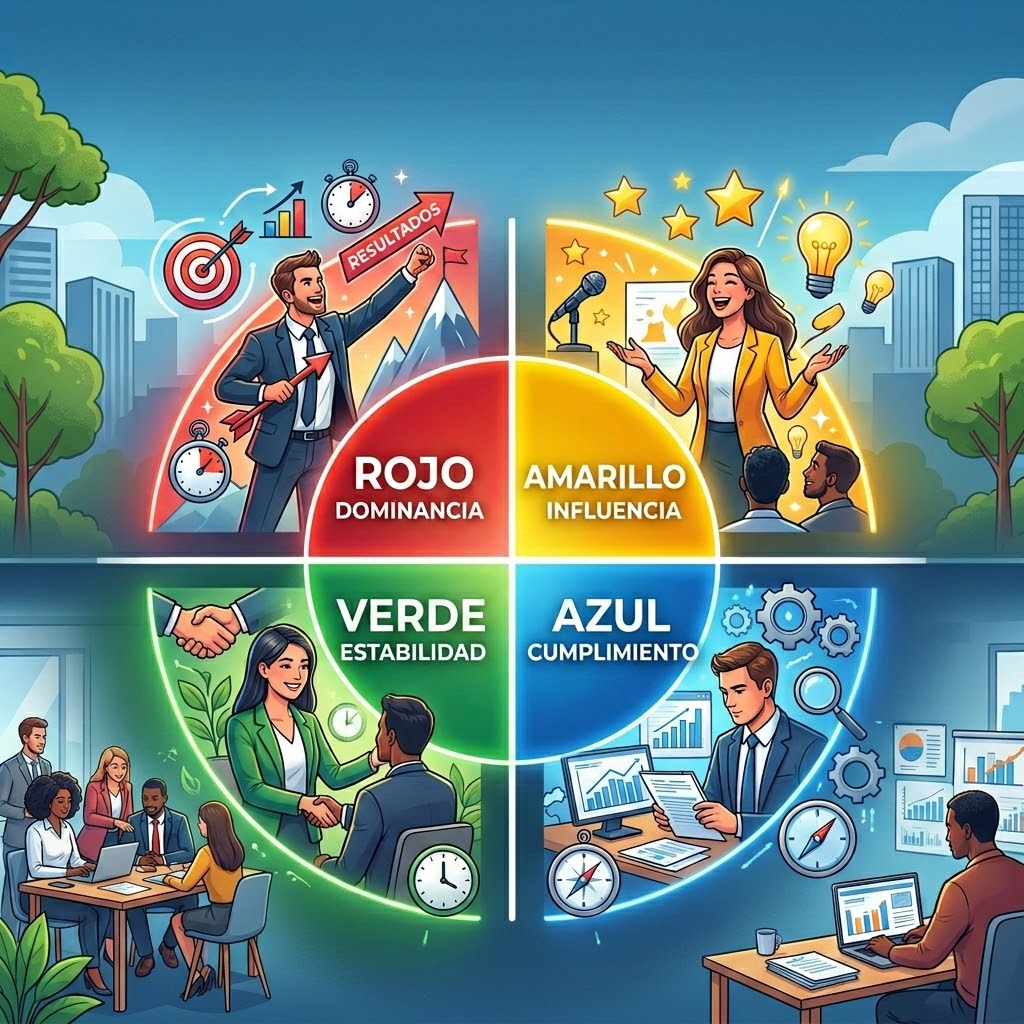 RESULTADOS
ROJO
DOMINANCIA
AMARILLO
INFLUENCIA
VERDE
ESTABILIDAD
AZUL
CUMPLIMIENTO